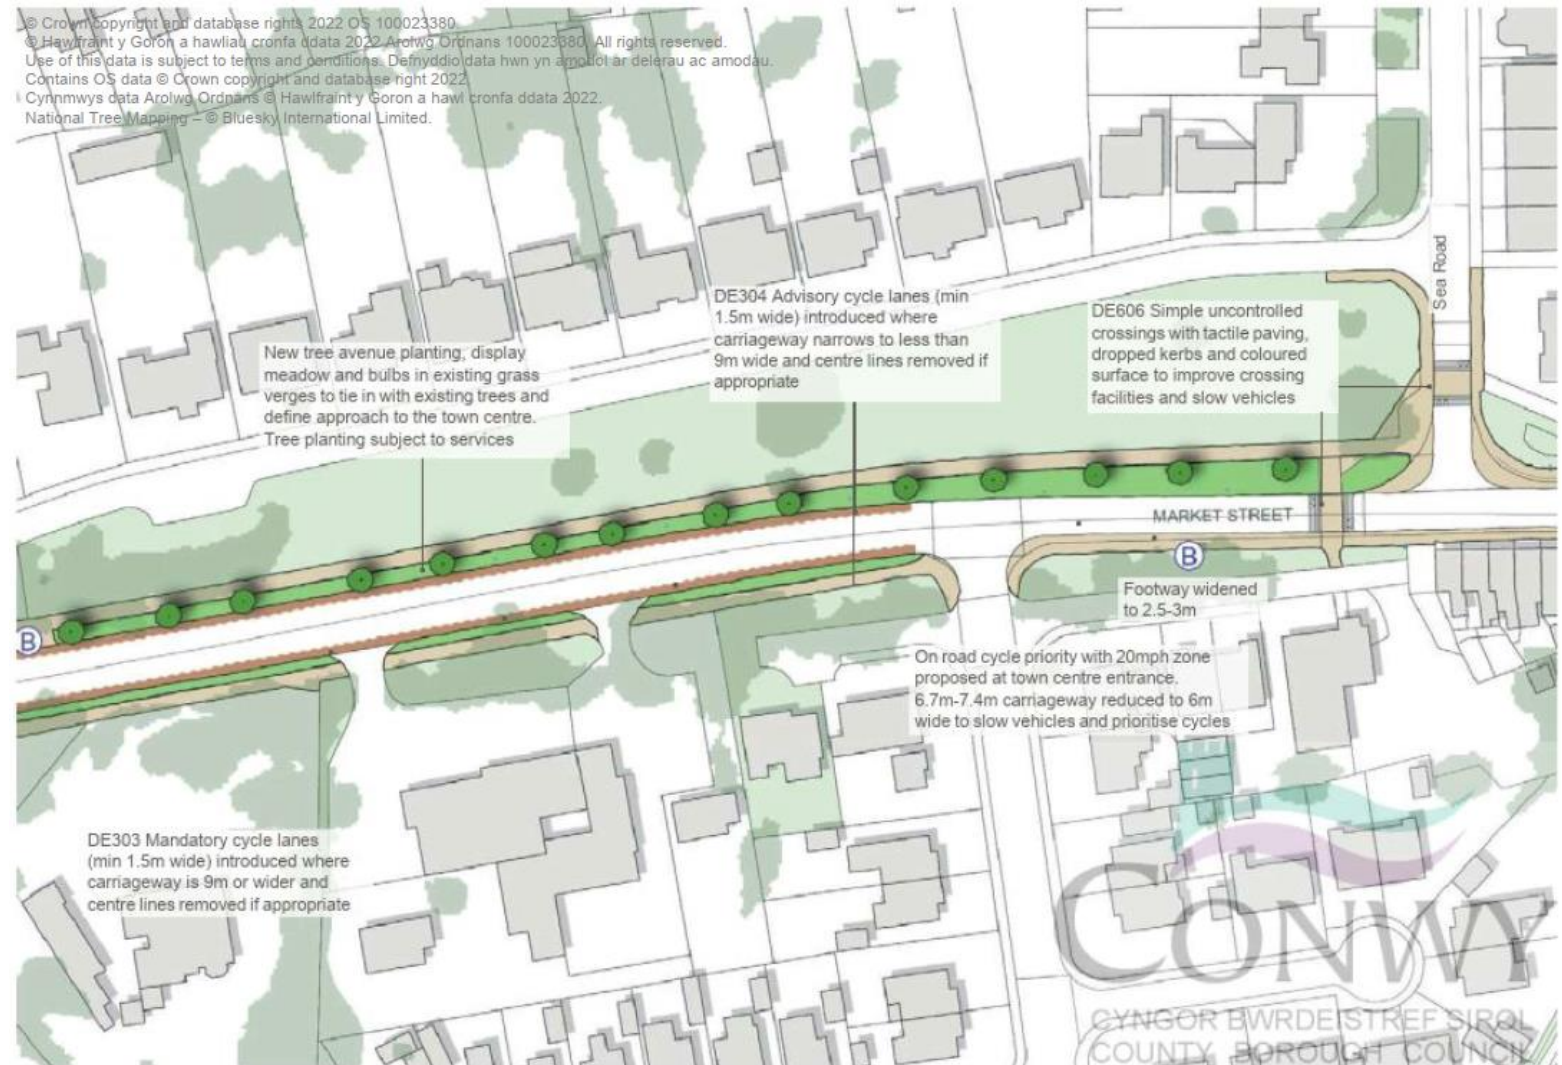 © Crown copyright and database rights 2022 OS 100023380
© Hawlfraint y Goron a hawliau cronfa ddata 2022 Arolwg Ordnans 100023380. All rights reserved.
Use of this data is subject to terms and conditions. Defnyddio data hwn yn amodol ar delerau ac amodau.
Contains OS data © Crown copyright and database right 2022
Cynnmwys data Arolwg Ordnans © Hawlfraint y Goron a hawl cronfa ddata 2022.
National Tree Mapping – © Bluesky International Limited.
Sea Road
DE304 Advisory cycle lanes (min
1.5m wide) introduced where
carriageway narrows to less than
9m wide and centre lines removed if
appropriate
DE606 Simple uncontrolled
crossings with tactile paving,
dropped kerbs and coloured
surface to improve crossing
facilities and slow vehicles
New tree avenue planting, display
meadow and bulbs in existing grass
verges to tie in with existing trees and
define approach to the town centre.
Tree planting subject to services
MARKET STREET
B
Footway widened
to 2.5-3m
B
On road cycle priority with 20mph zone
proposed at town centre entrance.
6.7m-7.4m carriageway reduced to 6m
wide to slow vehicles and prioritise cycles
DE303 Mandatory cycle lanes
(min 1.5m wide) introduced where
carriageway is 9m or wider and
centre lines removed if appropriate
CONWY
CYNGOR BWRDEISTREF SIROL
COUNTY BOROUGH COUNCIL